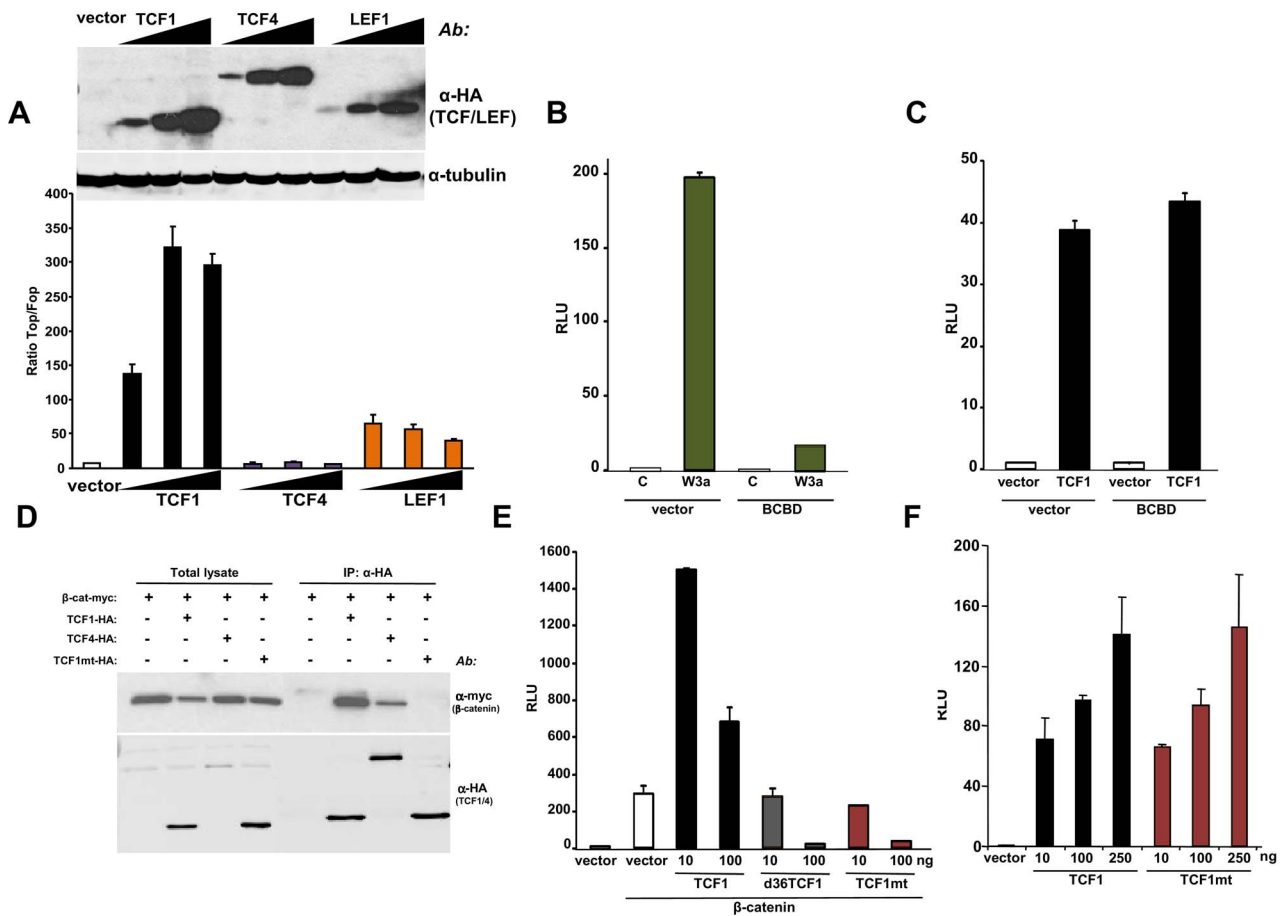 vector TCF1 TCF4 LEF1 Ab:
A
α-HA
(TCF/LEF)
α-tubulin
400
350
300
250
200
150
100
50
0
Ratio Top/Fop
vector TCF1 TCF4 LEF1
B
200
150
100
50
0
RLU
C W3a C W3a
vector BCBD
C
50
40
30
20
10
0
RLU
vector TCF1 vector TCF1
vector BCBD
D
Total lysate IP: α-HA
β-cat-myc: + + + + + + + +
TCF1-HA: - + - - - + - -
TCF4-HA: - - + - - - + -
TCF1mt-HA: - - - + - - - + Ab:
α-myc
(β-catenin)
α-HA
(TCF1/4)
E
1600
1400
1200
1000
800
600
400
200
0
RLU
vector vector 10 100 10 100 10 100 ng
TCF1 d36TCF1 TCF1mt
β-catenin
F
200
160
120
80
40
0
RLU
vector 10 100 250 10 100 250 ng
TCF1 TCF1mt